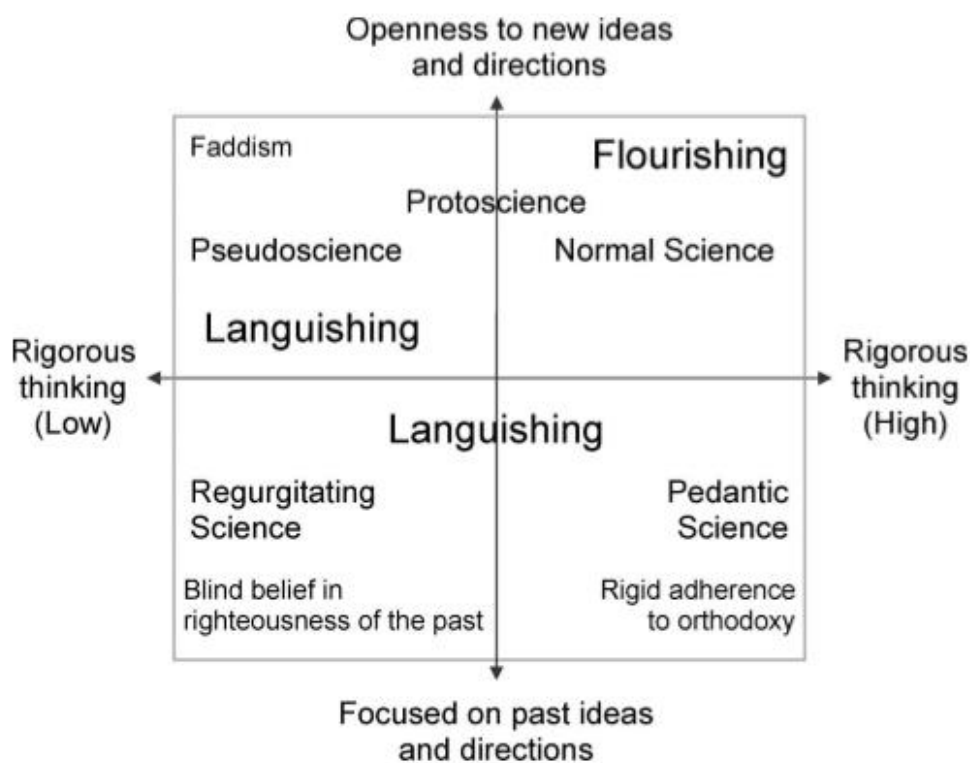 Openness to new ideas
and directions
Faddism
Flourishing
Protoscience
Pseudoscience
Normal Science
Languishing
Rigorous
thinking
(Low)
Rigorous
thinking
(High)
Languishing
Regurgitating
Science
Pedantic
Science
Blind belief in
righteousness of the past
Rigid adherence
to orthodoxy
Focused on past ideas
and directions